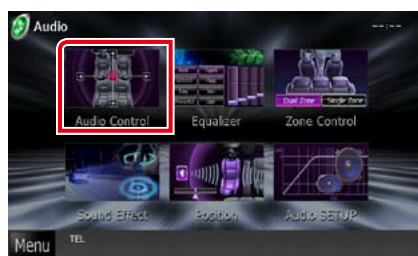 Audio
--:--
Audio Control
Equalizer
Dual Zone Single Zone
Zone Control
Sound Effect
Position
Audio SETUP
Menu
TEL